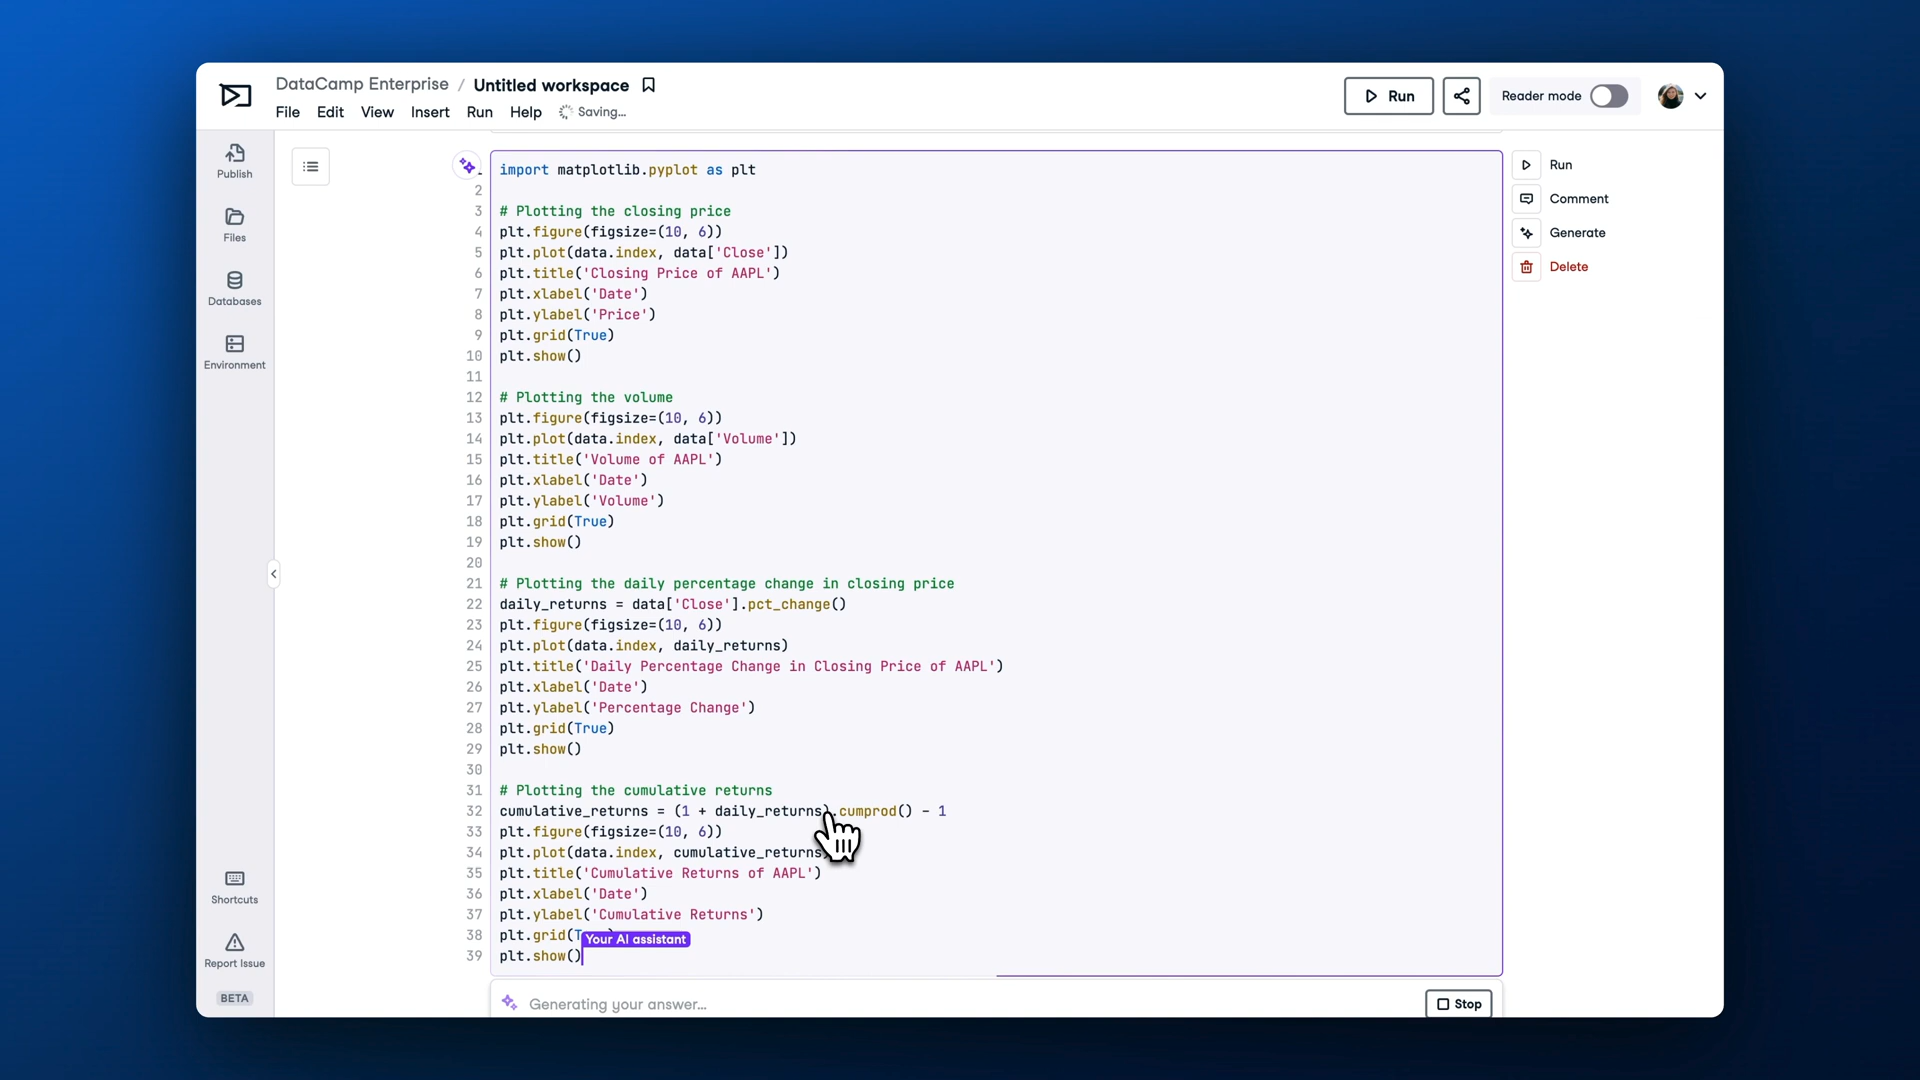 DataCamp Enterprise / Untitled workspace
File Edit View Insert Run Help Saving...
Run
Reader mode
Publish
Files
Databases
Environment
Shortcuts
Report Issue
BETA
import matplotlib.pyplot as plt
2
3 # Plotting the closing price
4 plt.figure(figsize=(10, 6))
5 plt.plot(data.index, data['Close'])
6 plt.title('Closing Price of AAPL')
7 plt.xlabel('Date')
8 plt.ylabel('Price')
9 plt.grid(True)
10 plt.show()
11
12 # Plotting the volume
13 plt.figure(figsize=(10, 6))
14 plt.plot(data.index, data['Volume'])
15 plt.title('Volume of AAPL')
16 plt.xlabel('Date')
17 plt.ylabel('Volume')
18 plt.grid(True)
19 plt.show()
20
21 # Plotting the daily percentage change in closing price
22 daily_returns = data['Close'].pct_change()
23 plt.figure(figsize=(10, 6))
24 plt.plot(data.index, daily_returns)
25 plt.title('Daily Percentage Change in Closing Price of AAPL')
26 plt.xlabel('Date')
27 plt.ylabel('Percentage Change')
28 plt.grid(True)
29 plt.show()
30
31 # Plotting the cumulative returns
32 cumulative_returns = (1 + daily_returns).cumprod() - 1
33 plt.figure(figsize=(10, 6))
34 plt.plot(data.index, cumulative_returns
35 plt.title('Cumulative Returns of AAPL')
36 plt.xlabel('Date')
37 plt.ylabel('Cumulative Returns')
38 plt.grid(T
Your AI assistant
39 plt.show()
Generating your answer...
Stop
Run
Comment
Generate
Delete